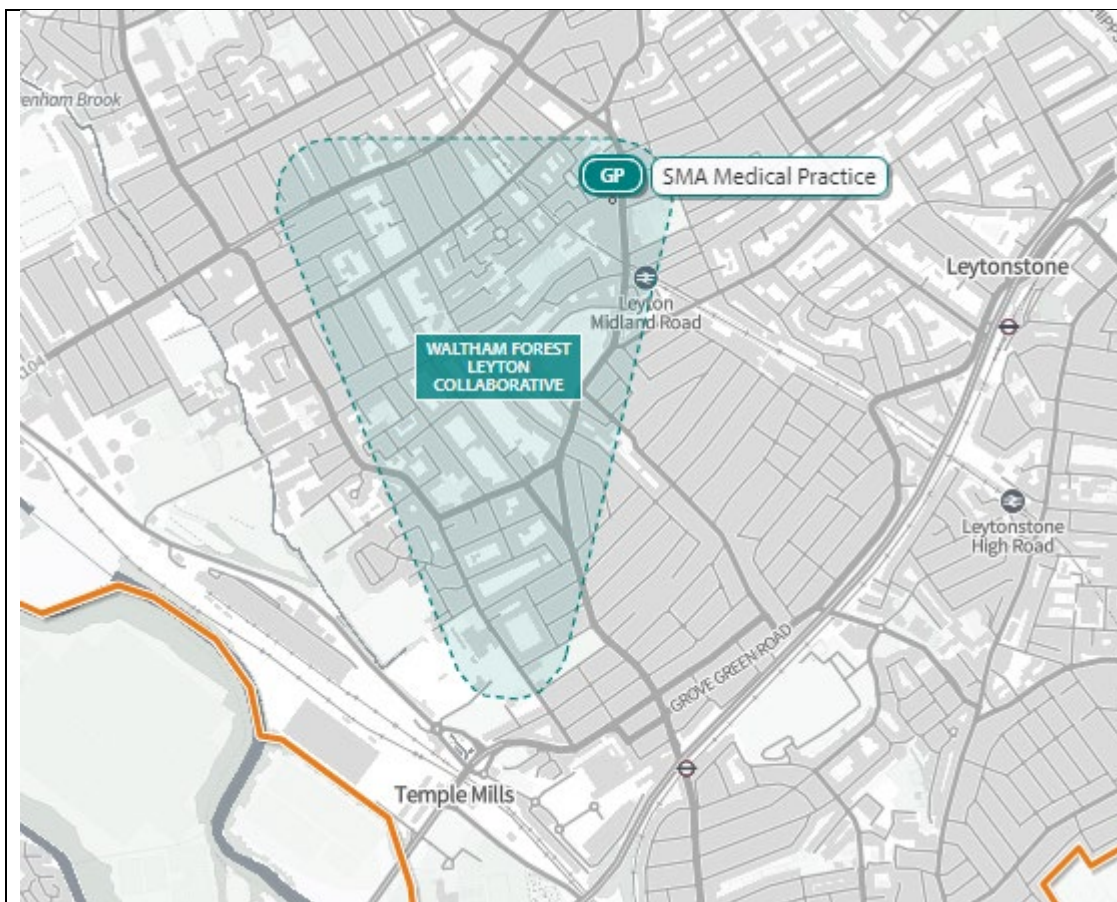 enham Brook
GP
SMA Medical Practice
Leytonstone
Leyton
Midland Road
WALTHAM FOREST
LEYTON
COLLABORATIVE
Leytonstone
High Road
GROVE GREEN ROAD
Temple Mills